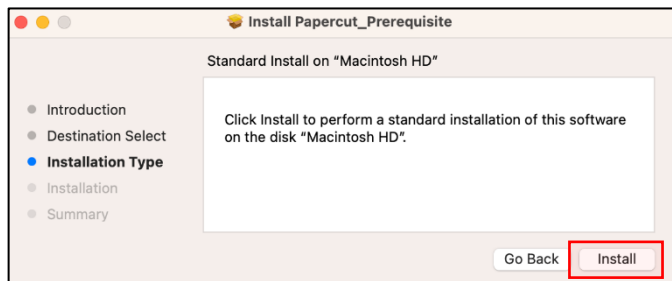 Install Papercut_Prerequisite
Standard Install on “Macintosh HD”
Introduction
Destination Select
Installation Type
Installation
Summary
Click Install to perform a standard installation of this software
on the disk “Macintosh HD”.
Go Back
Install